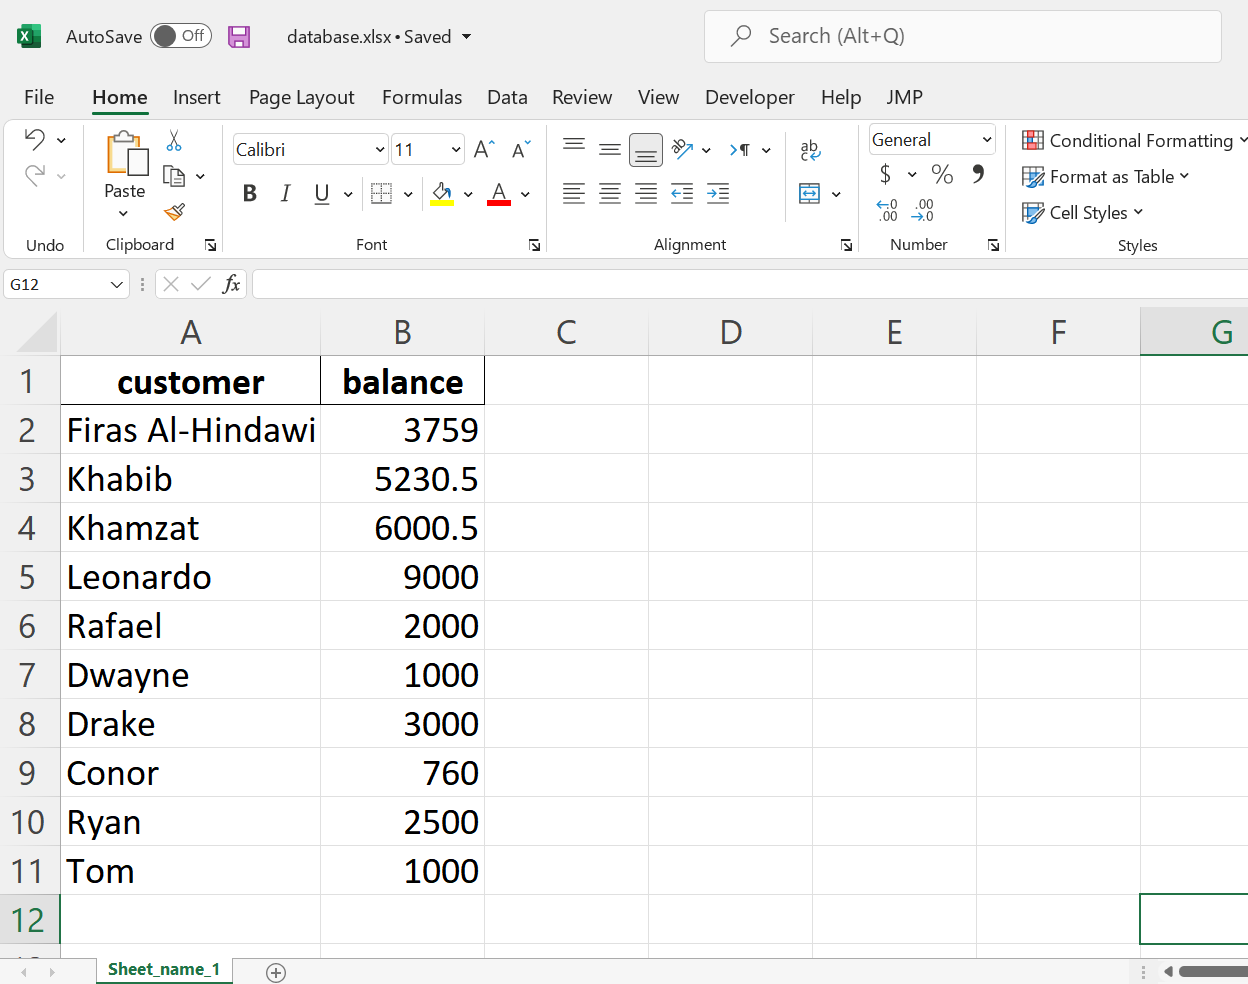 AutoSave Off database.xlsx • Saved Search (Alt+Q)
File Home Insert Page Layout Formulas Data Review View Developer Help JMP
Paste
Calibri 11
B I U A
ab
c
General
$ % 
Conditional Formatting
Format as Table
Cell Styles
Undo Clipboard Font Alignment Number Styles
G12 fx
A B C D E F G
1 customer balance
2 Firas Al-Hindawi 3759
3 Khabib 5230.5
4 Khamzat 6000.5
5 Leonardo 9000
6 Rafael 2000
7 Dwayne 1000
8 Drake 3000
9 Conor 760
10 Ryan 2500
11 Tom 1000
12
Sheet_name_1